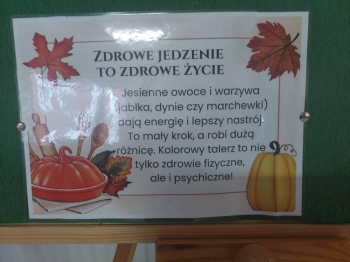 ZDROWE JEDZENIE
TO ZDROWE ŻYCIE
Jesienne owoce i warzywa
jabłka, dynie czy marchewki)
dają energię i lepszy nastrój.
To mały krok, a robi dużą
różnicę. Kolorowy talerz to nie
tylko zdrowie fizyczne,
ale i psychiczne!